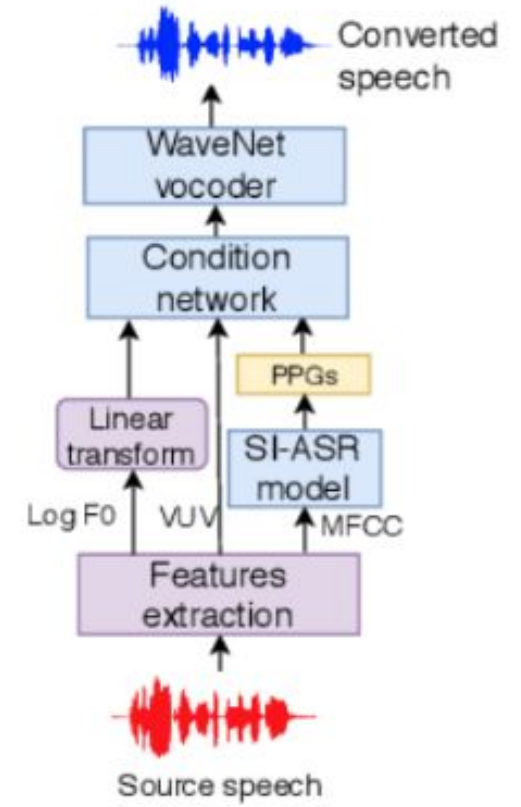 Converted
speech
WaveNet
vocoder
Condition
network
PPGs
Linear
transform
SI-ASR
model
Log F0
VUV
MFCC
Features
extraction
Source speech